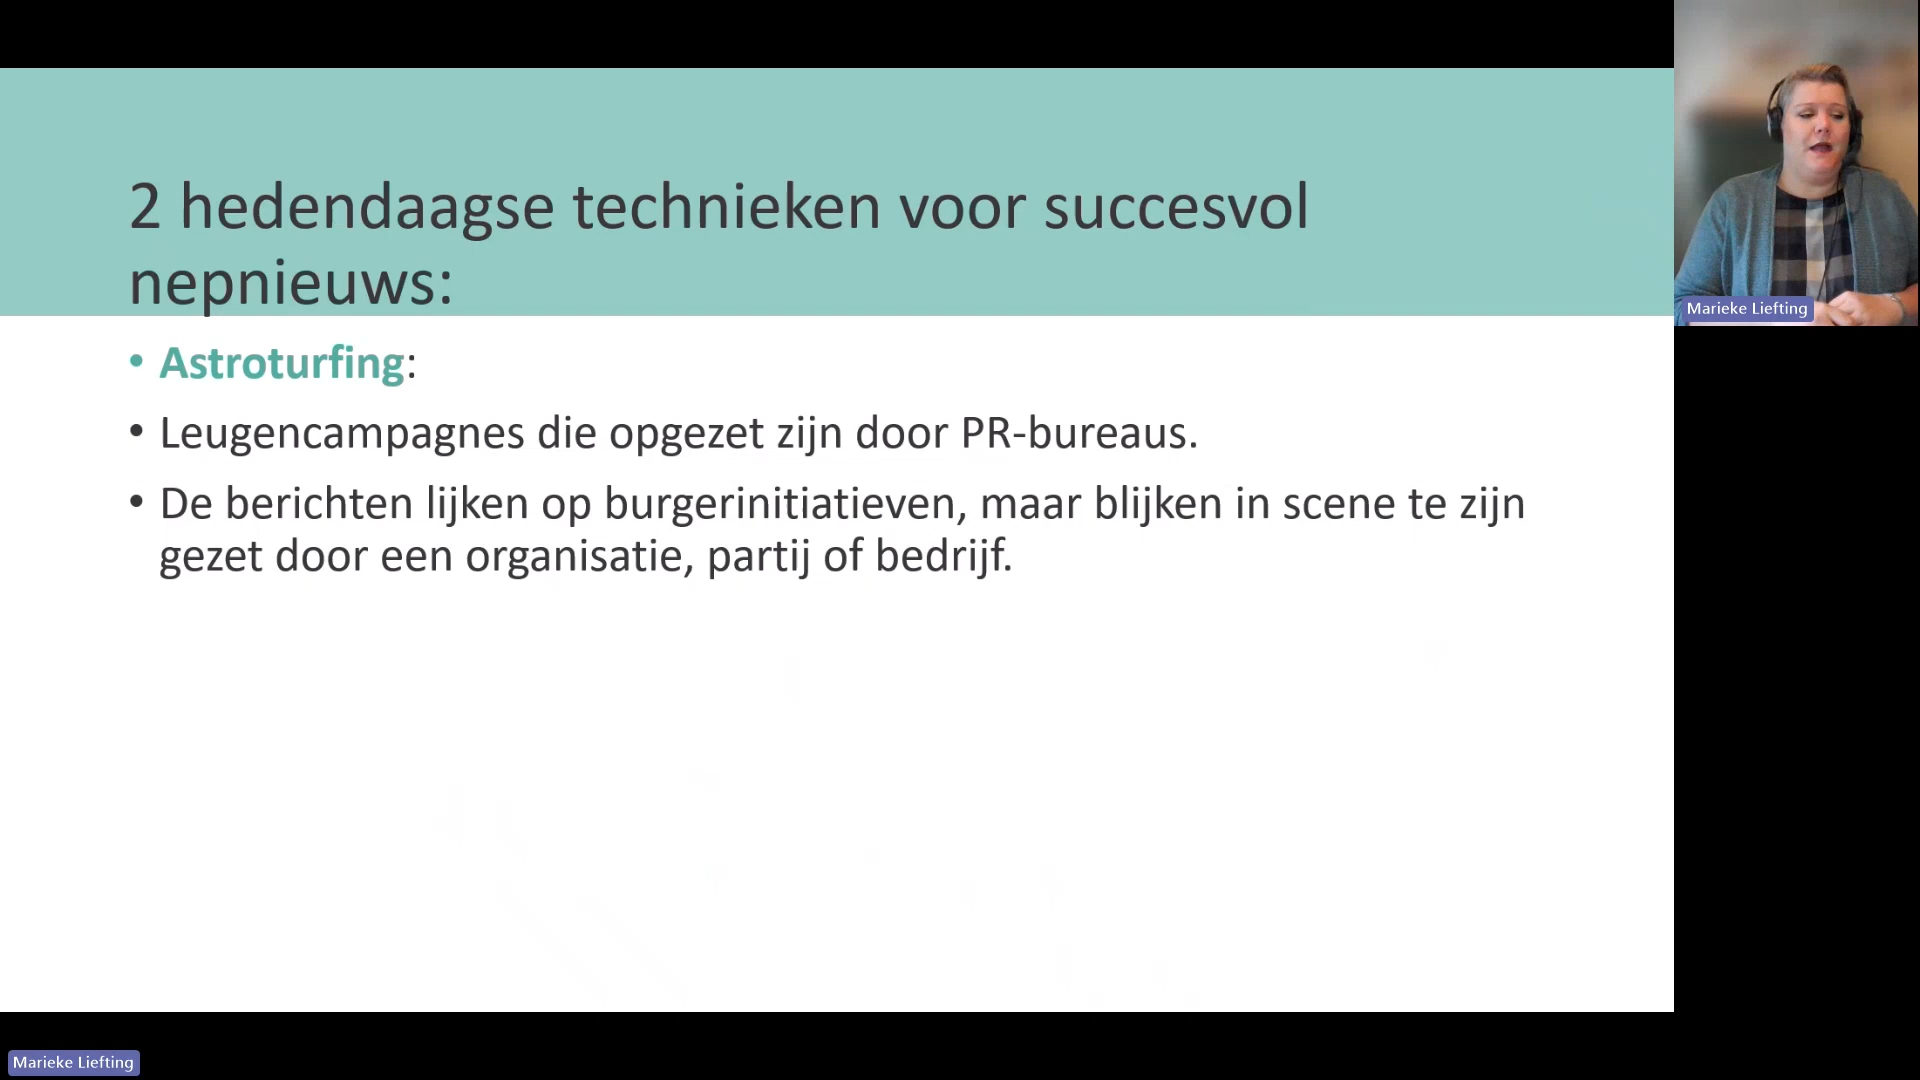 2 hedendaagse technieken voor succesvol
nepnieuws:
• Astroturfing:
• Leugencampagnes die opgezet zijn door PR-bureaus.
• De berichten lijken op burgerinitiatieven, maar blijken in scene te zijn
gezet door een organisatie, partij of bedrijf.
Marieke Liefting
Marieke Liefting